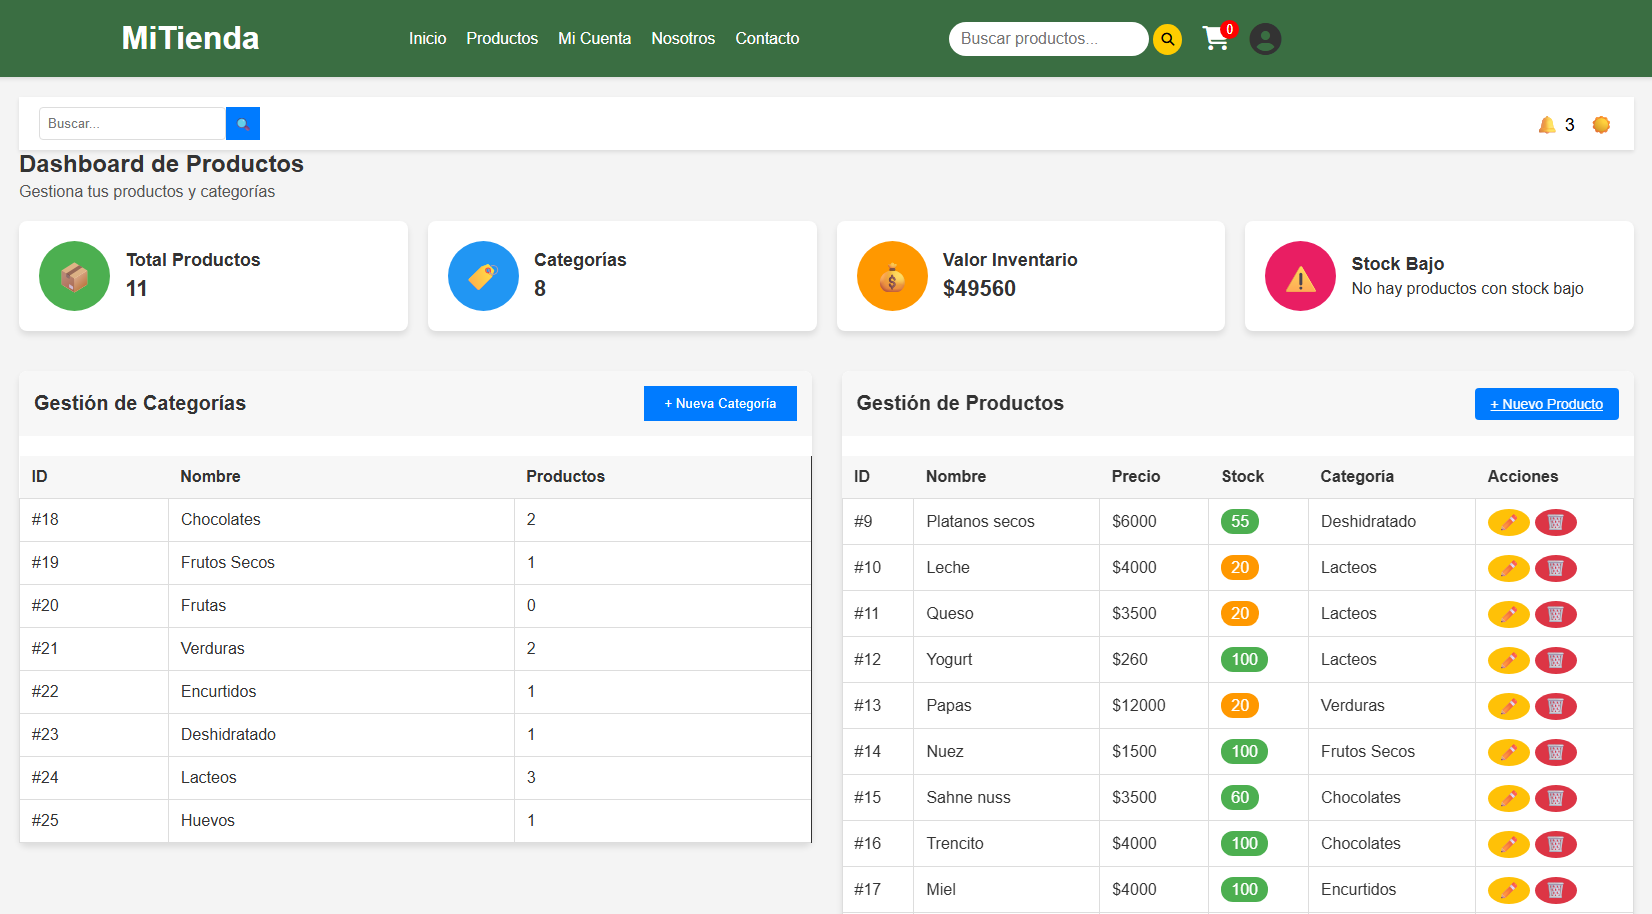 MiTienda
Inicio Productos Mi Cuenta Nosotros Contacto
Buscar productos...
0
Buscar...
3
Dashboard de Productos
Gestiona tus productos y categorías
Total Productos
11
Categorías
8
Valor Inventario
$49560
Stock Bajo
No hay productos con stock bajo
Gestión de Categorías
+ Nueva Categoría
ID Nombre Productos
#18 Chocolates 2
#19 Frutos Secos 1
#20 Frutas 0
#21 Verduras 2
#22 Encurtidos 1
#23 Deshidratado 1
#24 Lacteos 3
#25 Huevos 1
Gestión de Productos
+ Nuevo Producto
ID Nombre Precio Stock Categoría Acciones
#9 Platanos secos $6000 55 Deshidratado
#10 Leche $4000 20 Lacteos
#11 Queso $3500 20 Lacteos
#12 Yogurt $260 100 Lacteos
#13 Papas $12000 20 Verduras
#14 Nuez $1500 100 Frutos Secos
#15 Sahne nuss $3500 60 Chocolates
#16 Trencito $4000 100 Chocolates
#17 Miel $4000 100 Encurtidos